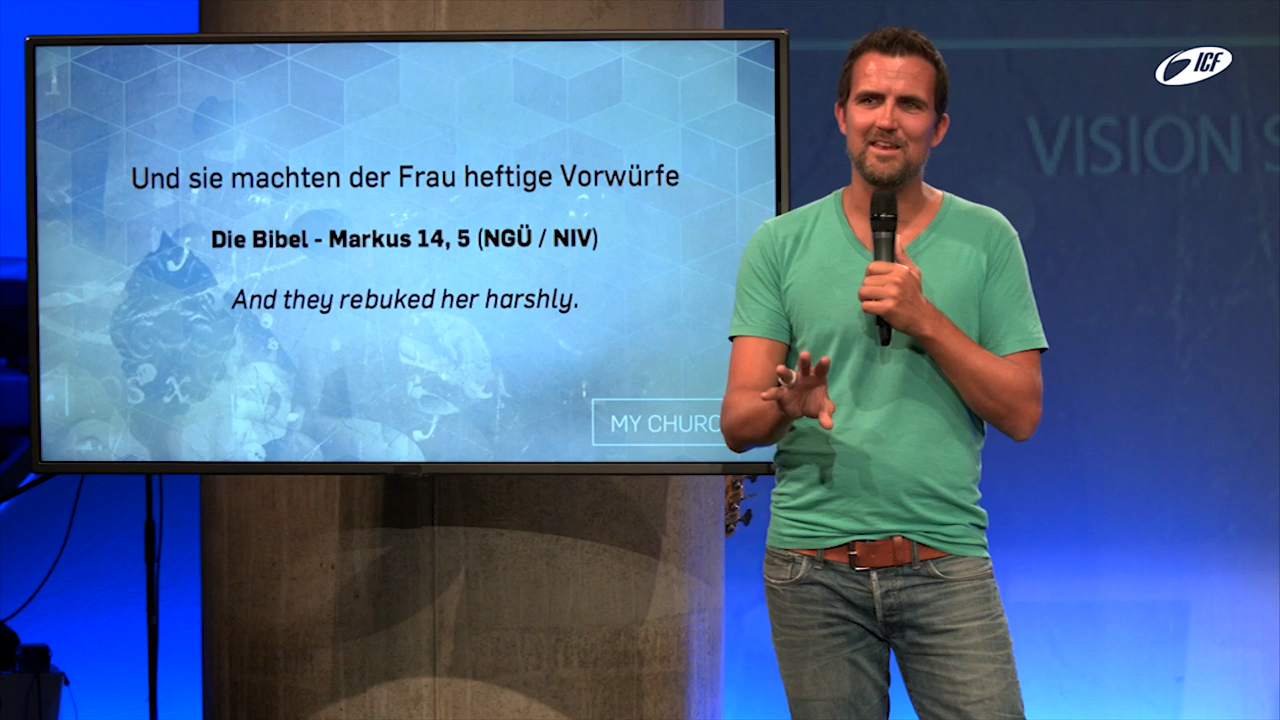 Und sie machten der Frau heftige Vorwürfe
Die Bibel - Markus 14, 5 (NGÜ / NIV)
And they rebuked her harshly.
MY CHURC
ICF
VISION S